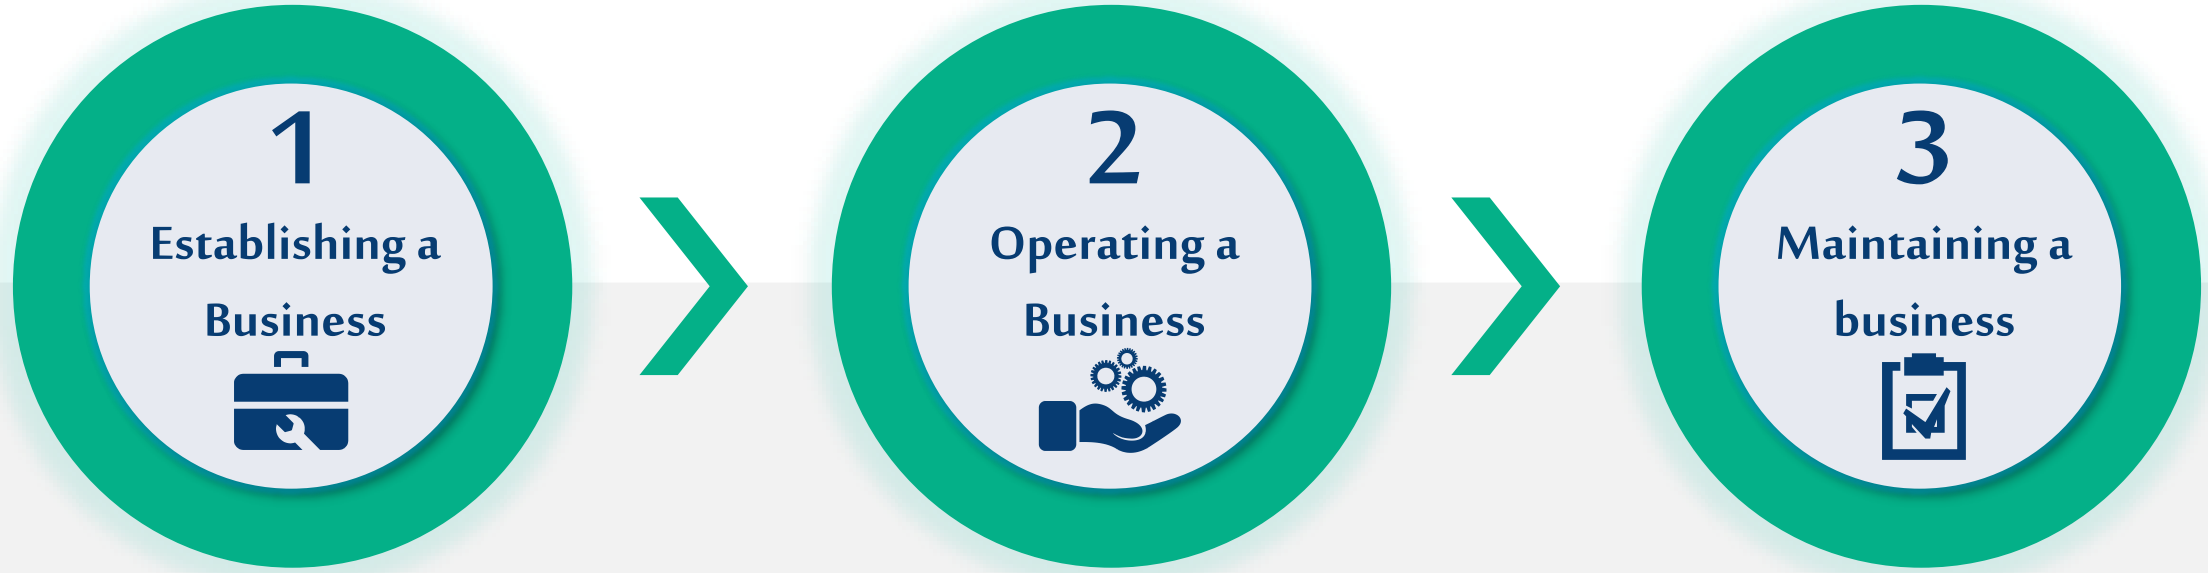 1
Establishing a
Business
2
Operating a
Business
3
Maintaining a
business